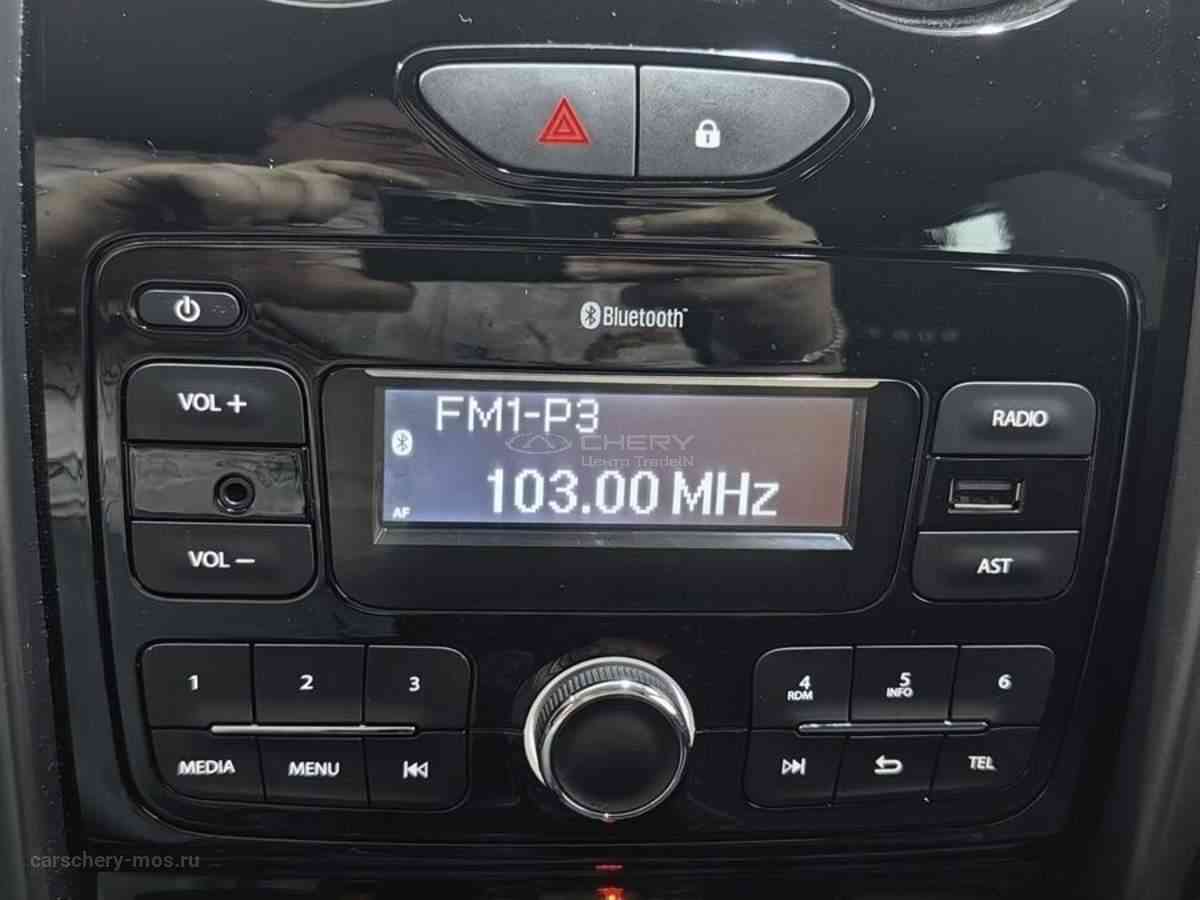 Bluetooth
VOL +
FM1-P3
RADIO
CHERY
Центр TradeIN
103.00 MHz
AF
VOL –
AST
1
2
3
4
RDM
5
INFO
6
MEDIA
MENU
TEL
carschery-mos.ru